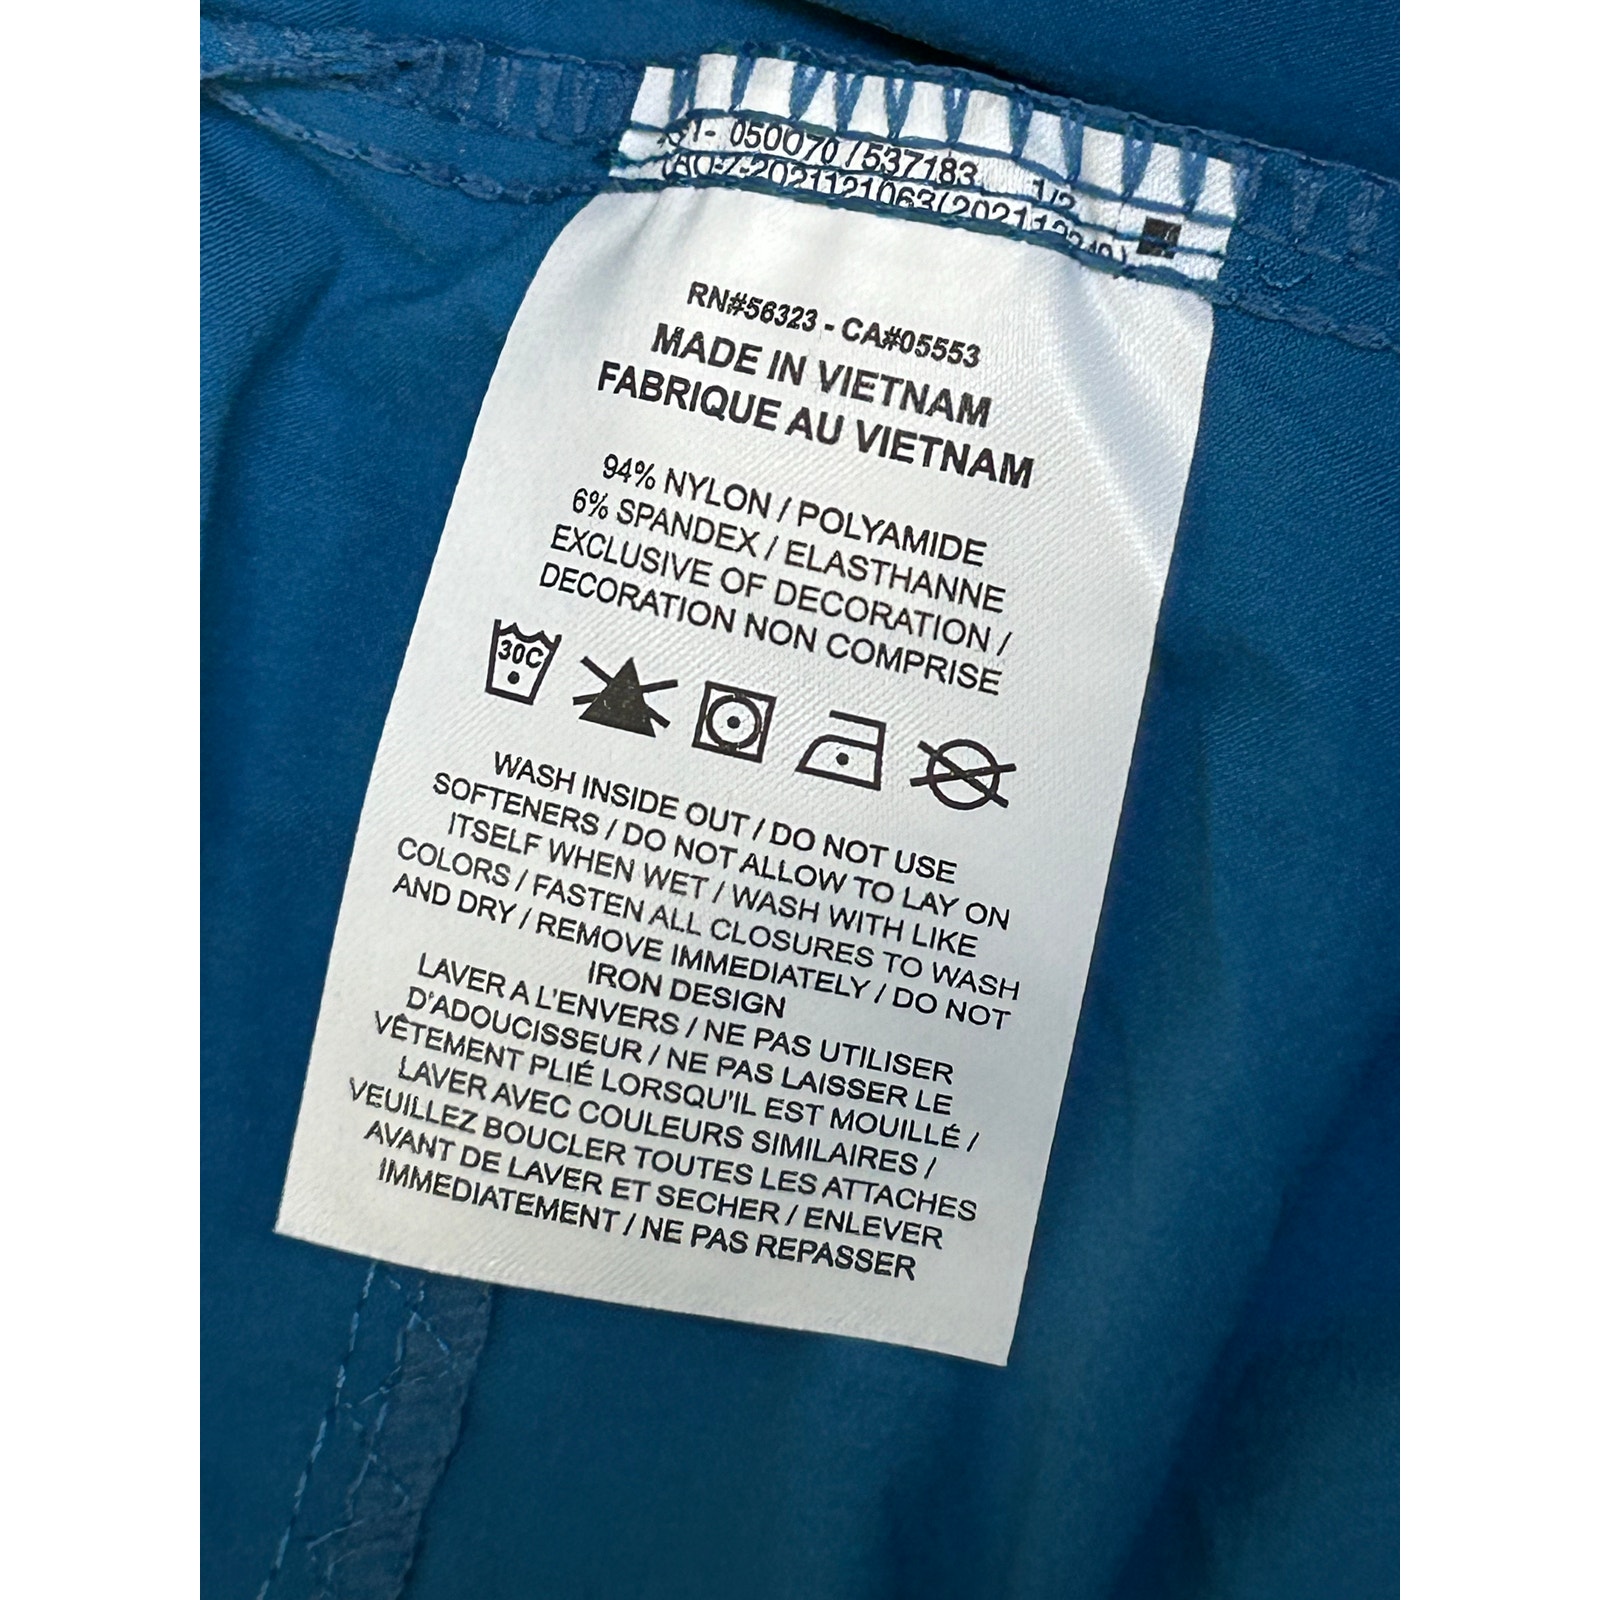 050070 / 537183 1/2
RN#56323 - CA#05553
MADE IN VIETNAM
FABRIQUE AU VIETNAM
94% NYLON / POLYAMIDE
6% SPANDEX / ELASTHANNE
EXCLUSIVE OF DECORATION /
DECORATION NON COMPRISE
30C
WASH INSIDE OUT / DO NOT USE
SOFTENERS / DO NOT ALLOW TO LAY ON
ITSELF WHEN WET / WASH WITH LIKE
COLORS / FASTEN ALL CLOSURES TO WASH
AND DRY / REMOVE IMMEDIATELY / DO NOT
IRON DESIGN
LAVER A L'ENVERS / NE PAS UTILISER
D'ADOUCISSEUR / NE PAS LAISSER LE
VÊTEMENT PLIÉ LORSQU'IL EST MOUILLÉ /
LAVER AVEC COULEURS SIMILAIRES /
VEUILLEZ BOUCLER TOUTES LES ATTACHES
AVANT DE LAVER ET SECHER / ENLEVER
IMMEDIATEMENT / NE PAS REPASSER